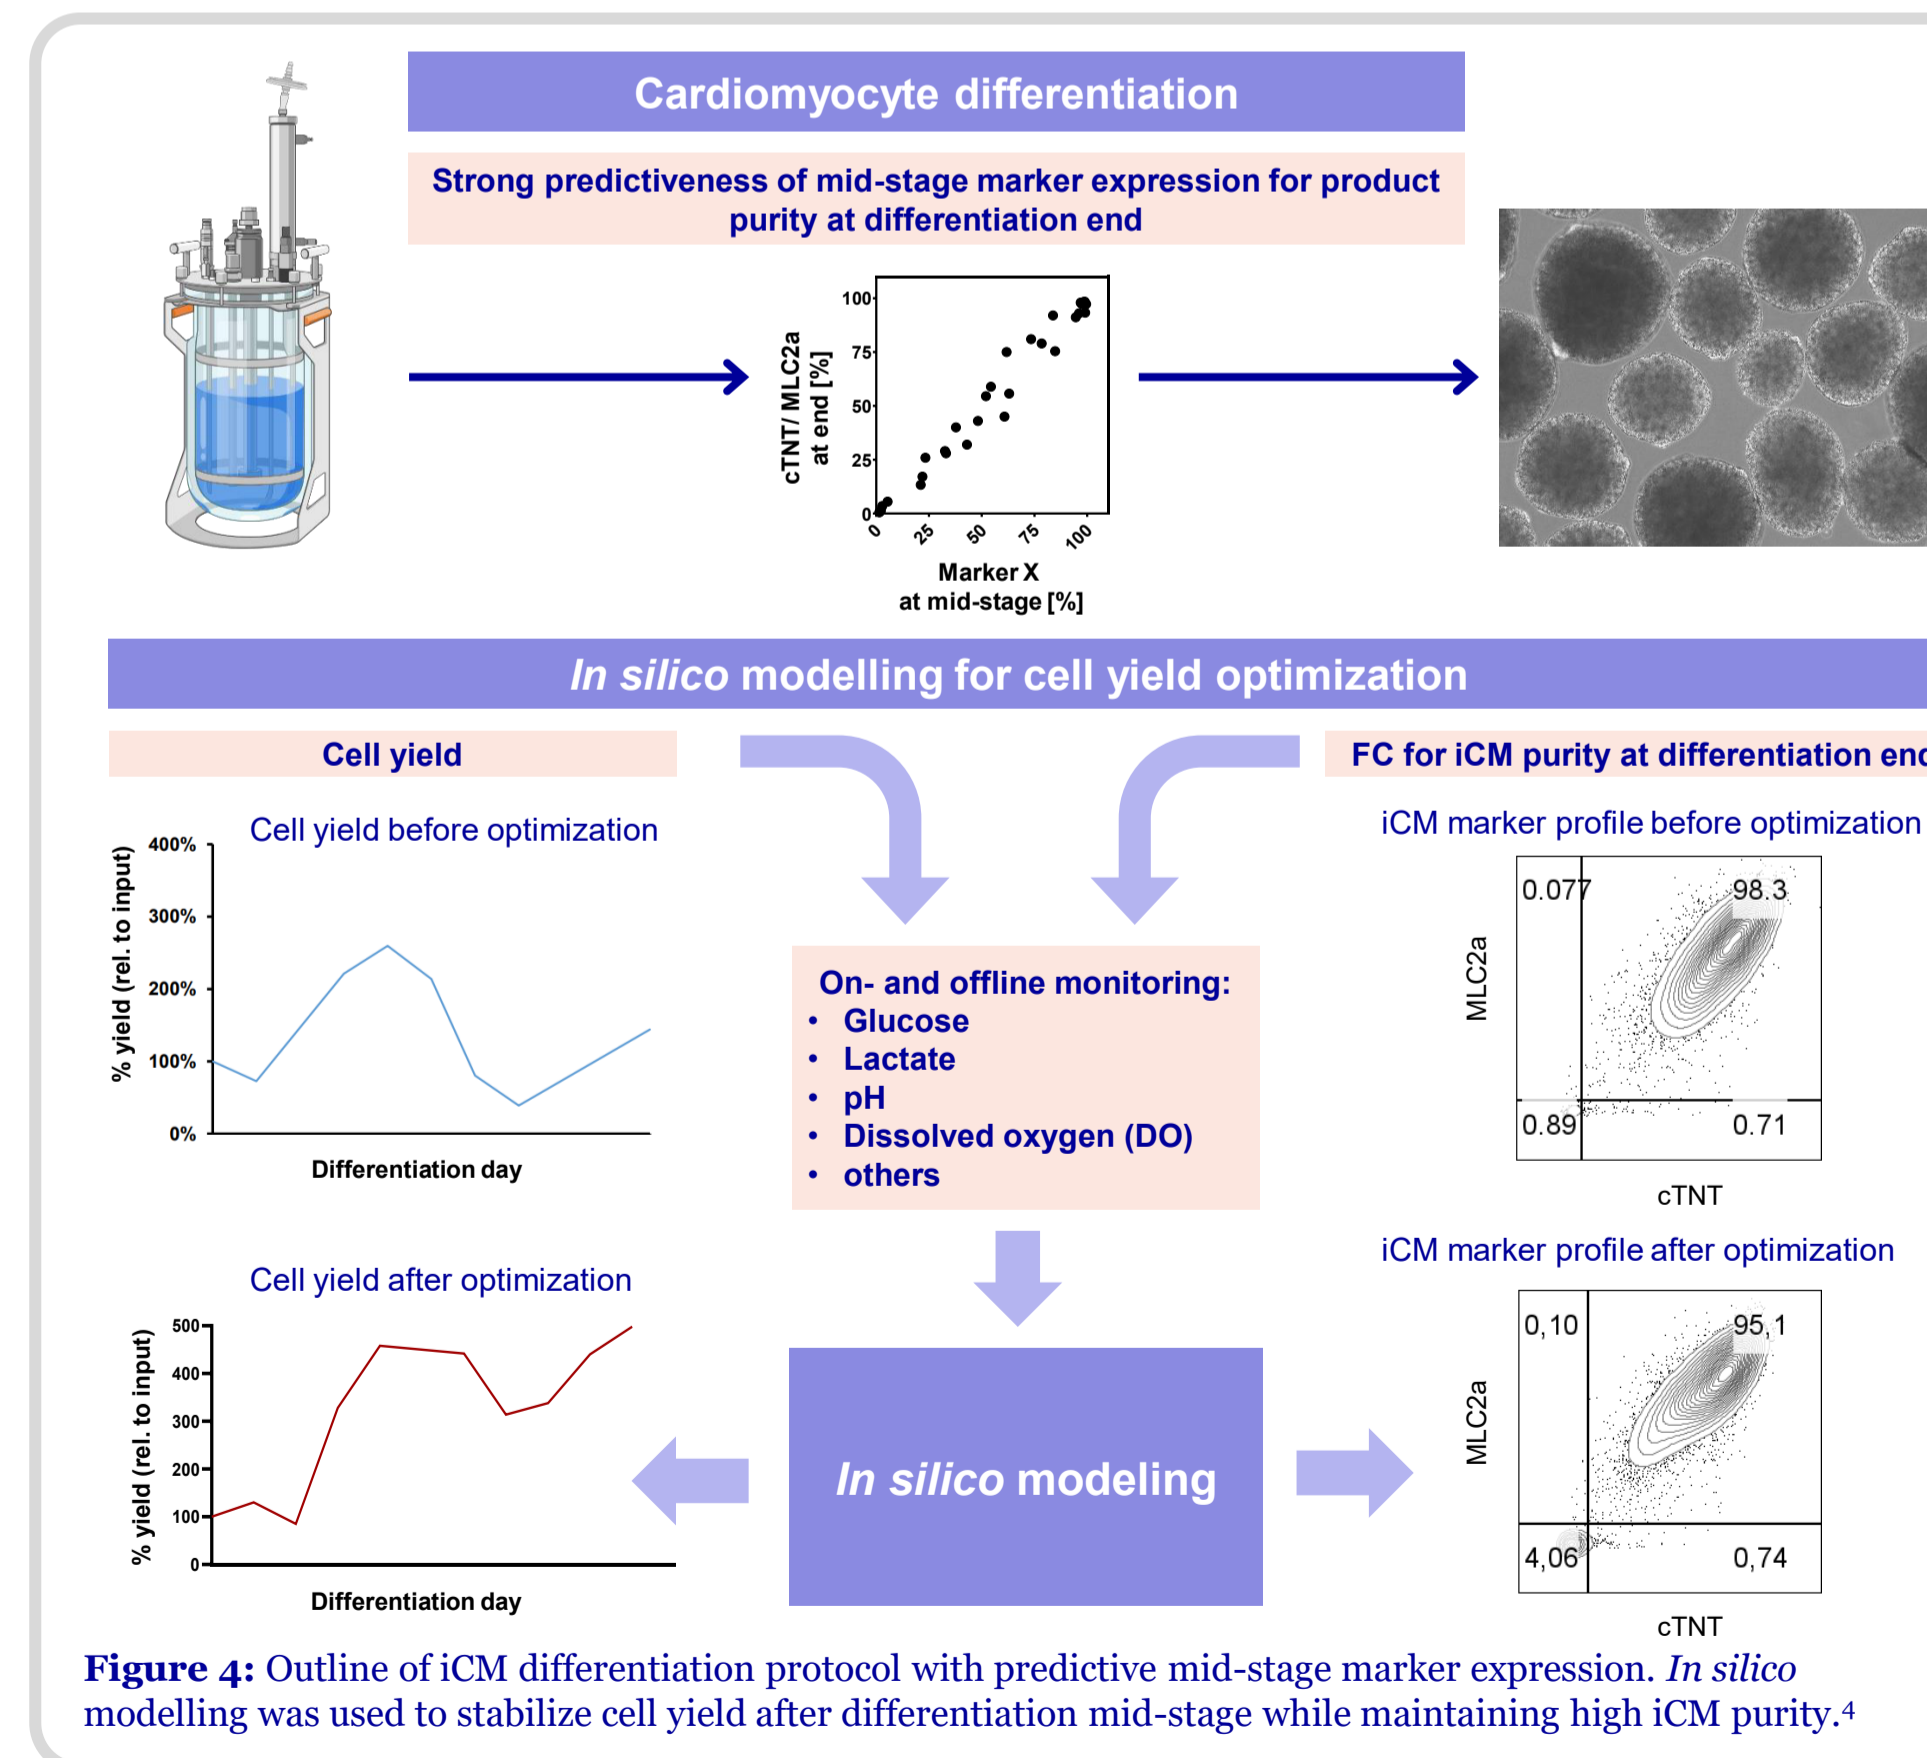 Cardiomyocyte differentiation
Strong predictiveness of mid-stage marker expression for product
purity at differentiation end
cTNT/ MLC2a
at end [%]
100
75
50
25
0
0
25
50
75
100
Marker X
at mid-stage [%]
In silico modelling for cell yield optimization
Cell yield
FC for iCM purity at differentiation end
Cell yield before optimization
% yield (rel. to input)
400%
300%
200%
100%
0%
Differentiation day
On- and offline monitoring:
• Glucose
• Lactate
• pH
• Dissolved oxygen (DO)
• others
iCM marker profile before optimization
MLC2a
0.077
98.3
0.89
0.71
cTNT
Cell yield after optimization
% yield (rel. to input)
500
400
300
200
100
0
Differentiation day
In silico modeling
iCM marker profile after optimization
MLC2a
0,10
95,1
4,06
0,74
cTNT
Figure 4: Outline of iCM differentiation protocol with predictive mid-stage marker expression. In silico
modelling was used to stabilize cell yield after differentiation mid-stage while maintaining high iCM purity.4